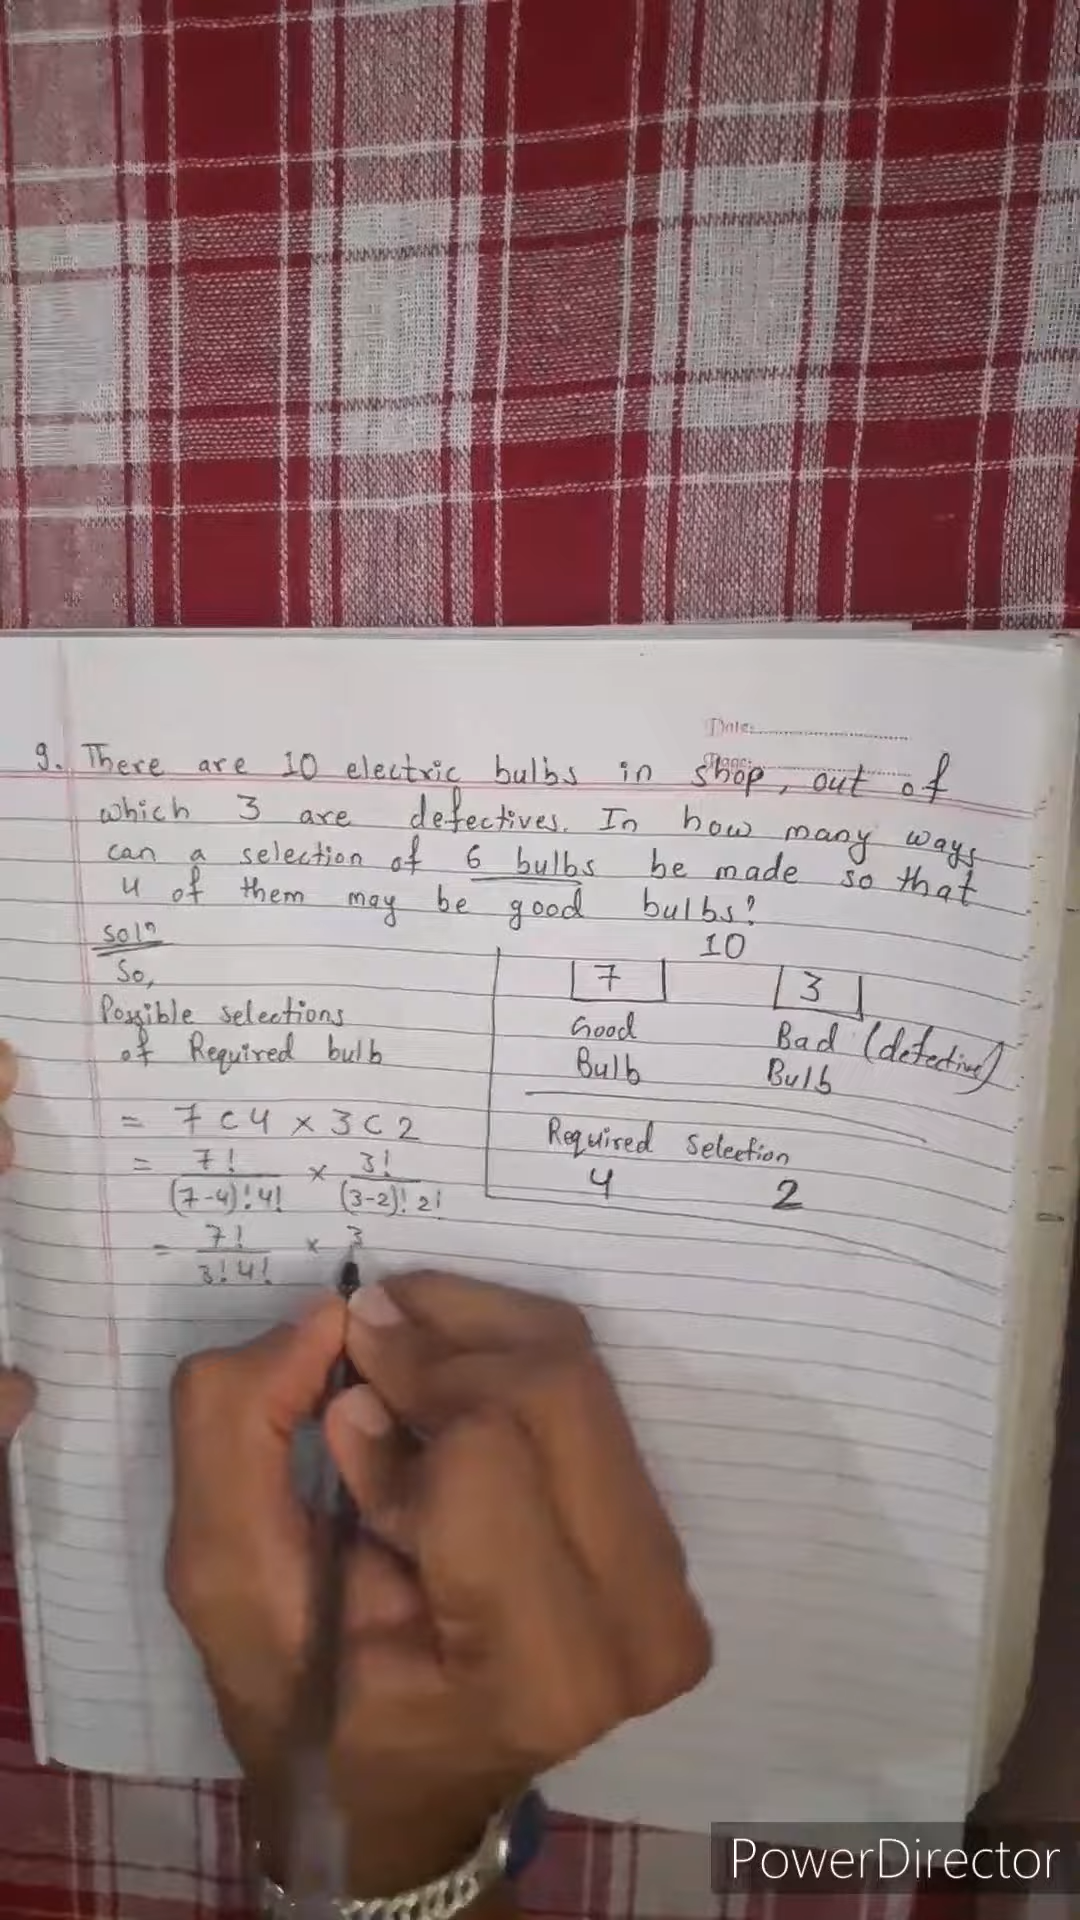 Date:
9. There are 10 electric bulbs in shop, out of
which 3 are defectives. In how many ways
can a selection of 6 bulbs be made so that
4 of them may be good bulbs?
Solⁿ
So,
Possible selections
of Required bulb
= 7C4 × 3C2
= 7!/(7-4)!4! × 3!/(3-2)!2!
= 7!/3!4! × 3
10
7 3
Good Bad (defective)
Bulb Bulb
Required Selection
4 2
PowerDirector